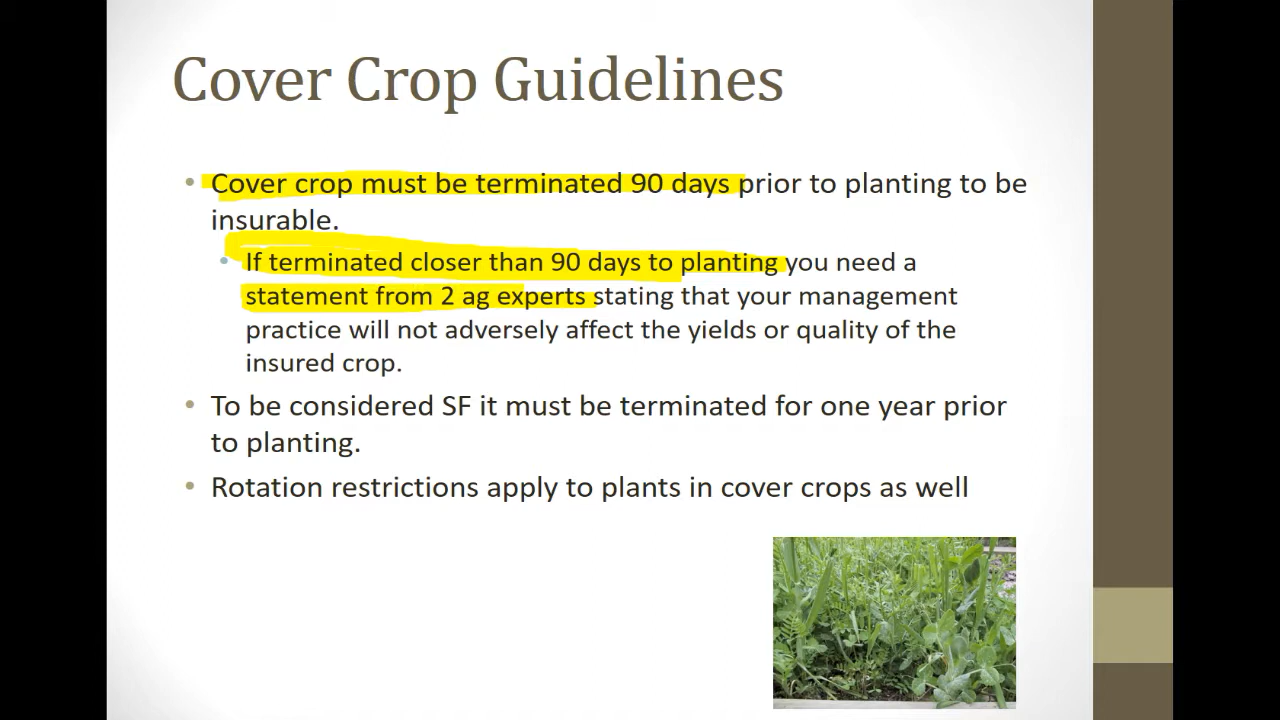 Cover Crop Guidelines
• Cover crop must be terminated 90 days prior to planting to be
insurable.
• If terminated closer than 90 days to planting you need a
statement from 2 ag experts stating that your management
practice will not adversely affect the yields or quality of the
insured crop.
• To be considered SF it must be terminated for one year prior
to planting.
• Rotation restrictions apply to plants in cover crops as well